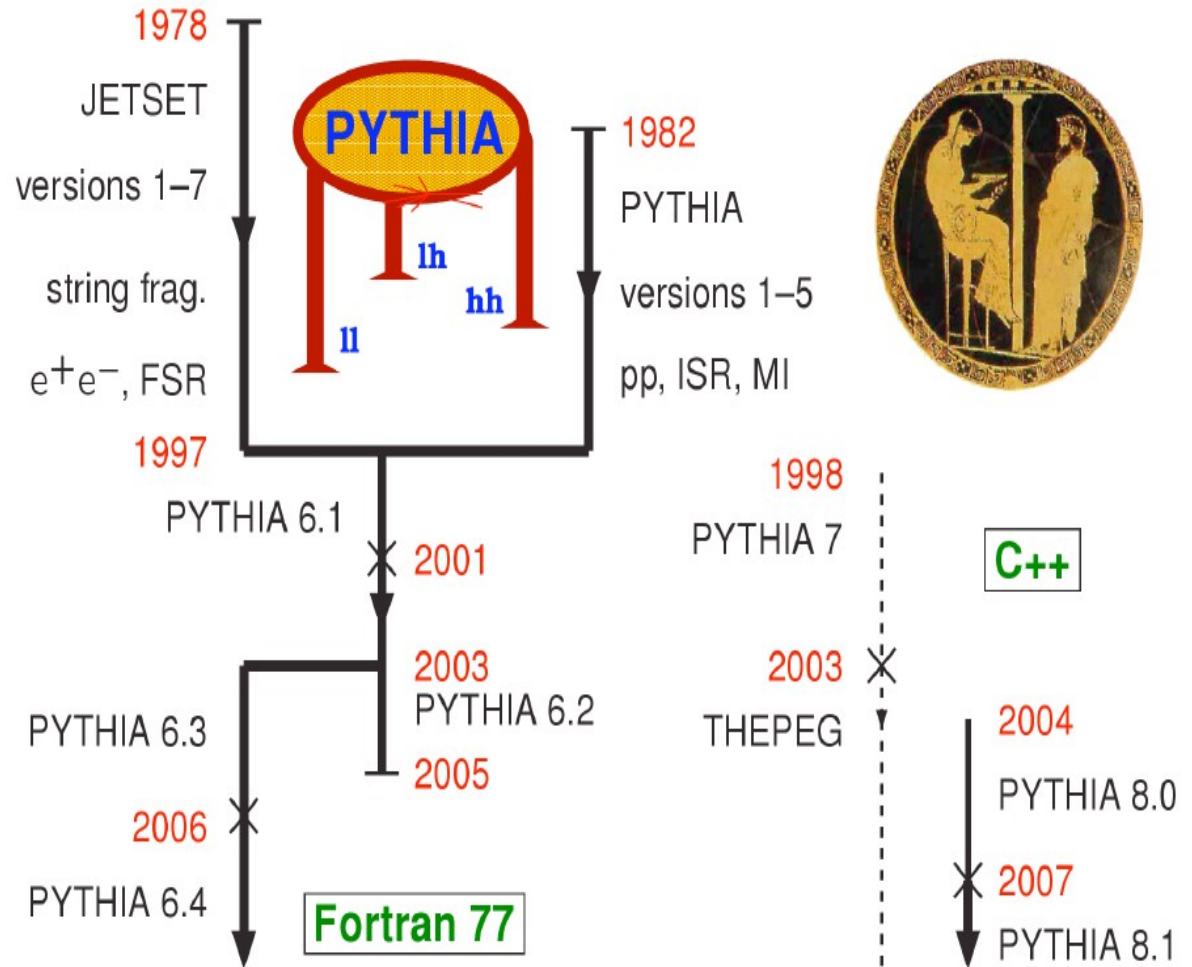 1978
JETSET
versions 1–7
string frag.
e⁺e⁻, FSR
1997
PYTHIA
ll
lh
hh
1982
PYTHIA
versions 1–5
pp, ISR, MI
PYTHIA 6.1
2001
2003
PYTHIA 6.2
2005
PYTHIA 6.3
2006
PYTHIA 6.4
Fortran 77
1998
PYTHIA 7
2003
THEPEG
C++
2004
PYTHIA 8.0
2007
PYTHIA 8.1